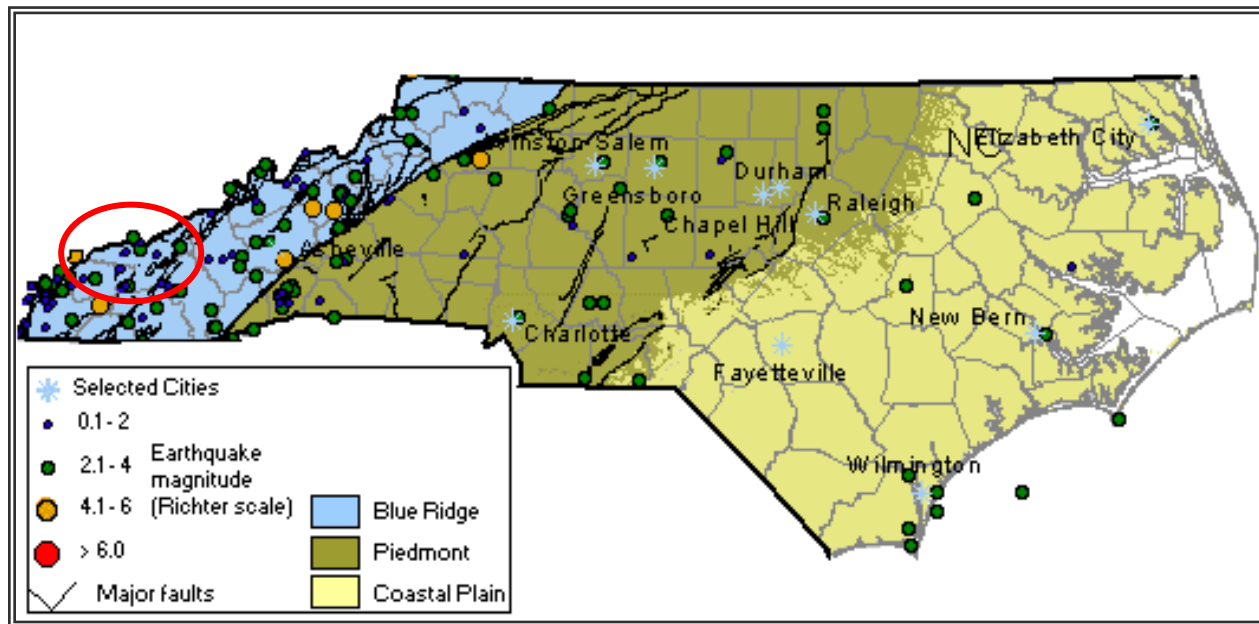 NC
Elizabeth City
Winston-Salem
Durham
Greensboro
Raleigh
Chapel Hill
Asheville
New Bern
Charlotte
Fayetteville
Wilmington
Selected Cities
0.1 - 2
2.1 - 4 Earthquake
magnitude
4.1 - 6 (Richter scale)
> 6.0
Major faults
Blue Ridge
Piedmont
Coastal Plain